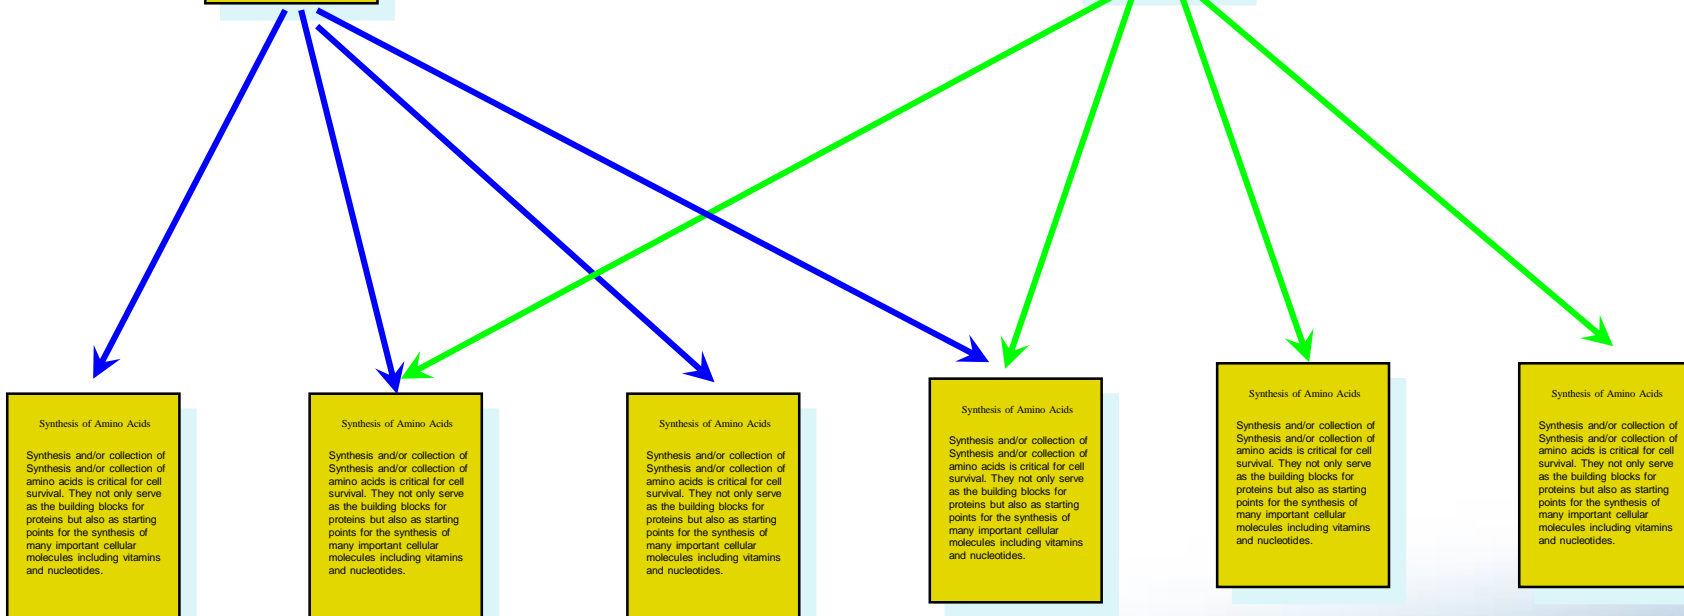 Synthesis of Amino Acids
Synthesis and/or collection of
Synthesis and/or collection of
amino acids is critical for cell
survival. They not only serve
as the building blocks for
proteins but also as starting
points for the synthesis of
many important cellular
molecules including vitamins
and nucleotides.
Synthesis of Amino Acids
Synthesis and/or collection of
Synthesis and/or collection of
amino acids is critical for cell
survival. They not only serve
as the building blocks for
proteins but also as starting
points for the synthesis of
many important cellular
molecules including vitamins
and nucleotides.
Synthesis of Amino Acids
Synthesis and/or collection of
Synthesis and/or collection of
amino acids is critical for cell
survival. They not only serve
as the building blocks for
proteins but also as starting
points for the synthesis of
many important cellular
molecules including vitamins
and nucleotides.
Synthesis of Amino Acids
Synthesis and/or collection of
Synthesis and/or collection of
amino acids is critical for cell
survival. They not only serve
as the building blocks for
proteins but also as starting
points for the synthesis of
many important cellular
molecules including vitamins
and nucleotides.
Synthesis of Amino Acids
Synthesis and/or collection of
Synthesis and/or collection of
amino acids is critical for cell
survival. They not only serve
as the building blocks for
proteins but also as starting
points for the synthesis of
many important cellular
molecules including vitamins
and nucleotides.
Synthesis of Amino Acids
Synthesis and/or collection of
Synthesis and/or collection of
amino acids is critical for cell
survival. They not only serve
as the building blocks for
proteins but also as starting
points for the synthesis of
many important cellular
molecules including vitamins
and nucleotides.